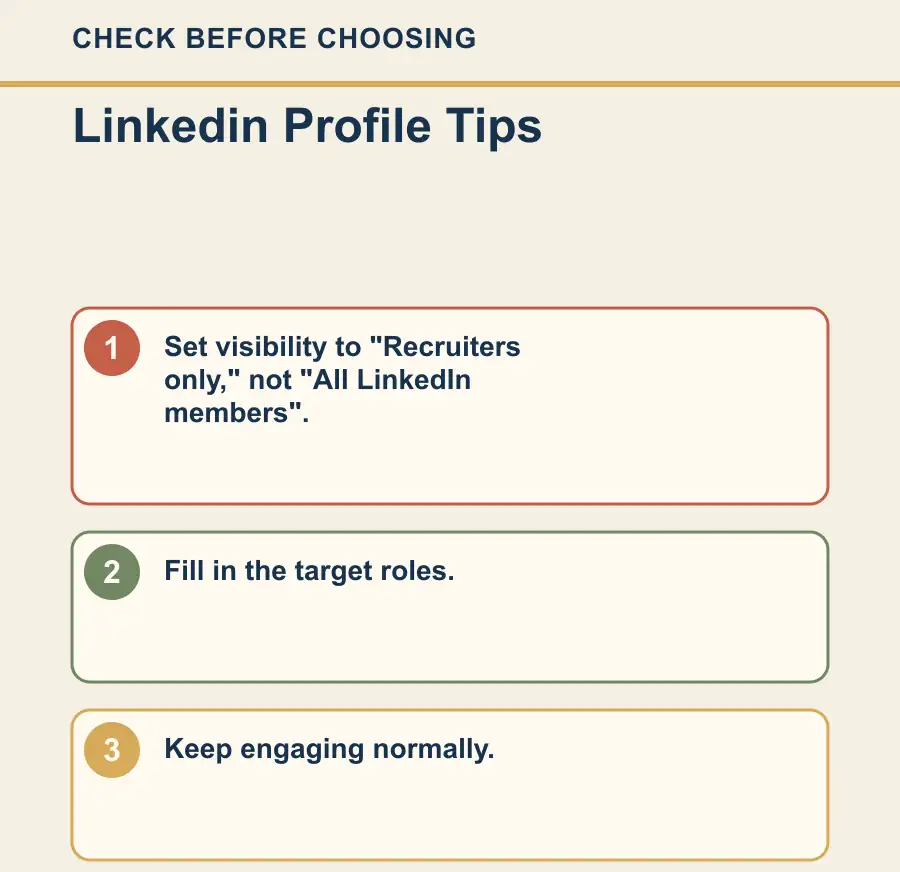 CHECK BEFORE CHOOSING
Linkedin Profile Tips
1
Set visibility to "Recruiters
only," not "All LinkedIn
members".
2
Fill in the target roles.
3
Keep engaging normally.